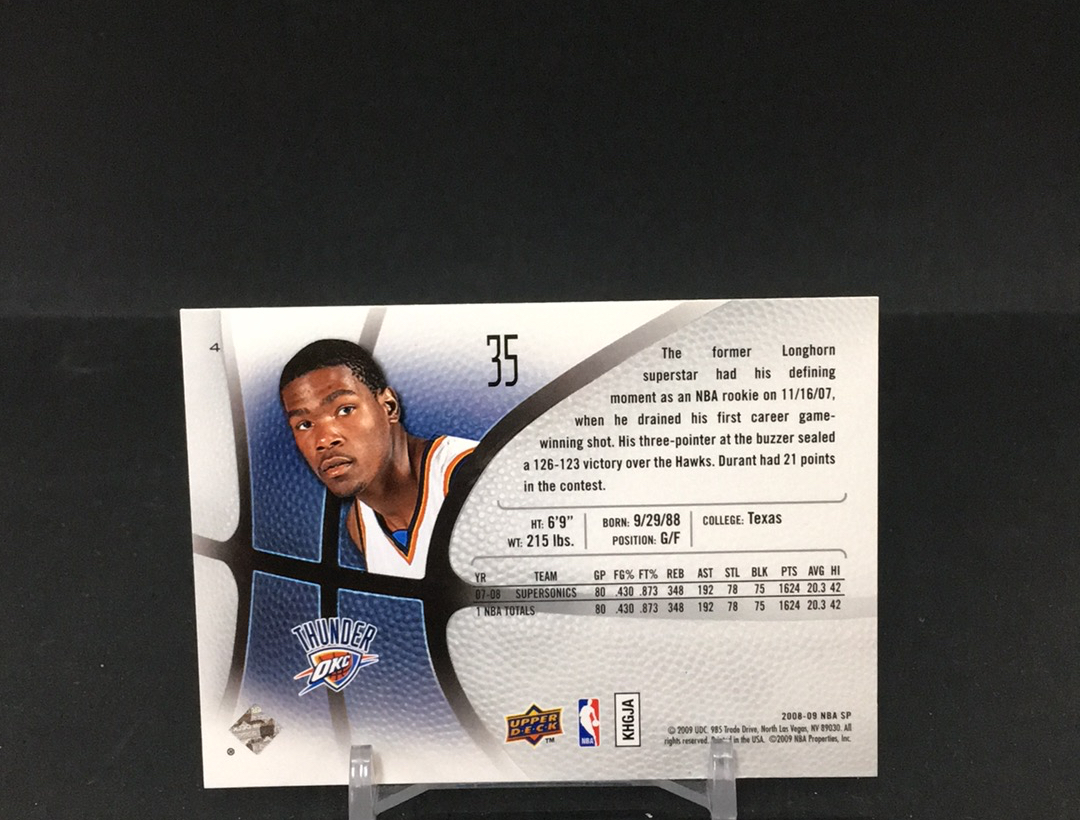 4
35
The former Longhorn
superstar had his defining
moment as an NBA rookie on 11/16/07,
when he drained his first career game-
winning shot. His three-pointer at the buzzer sealed
a 126-123 victory over the Hawks. Durant had 21 points
in the contest.
HT: 6'9" BORN: 9/29/88 COLLEGE: Texas
WT: 215 lbs. POSITION: G/F
YR TEAM GP FG% FT% REB AST STL BLK PTS AVG HI
07-08 SUPERSONICS 80 .430 .873 348 192 78 75 1624 20.3 42
1 NBA TOTALS 80 .430 .873 348 192 78 75 1624 20.3 42
THUNDER
OKC
UPPER
D·E·C·K
TM
NBA
KHGJA
2008-09 NBA SP
© 2009 UDC. 985 Trade Drive, North Las Vegas, NV 89030. All
rights reserved. Printed in the USA. ©2009 NBA Properties, Inc.
®